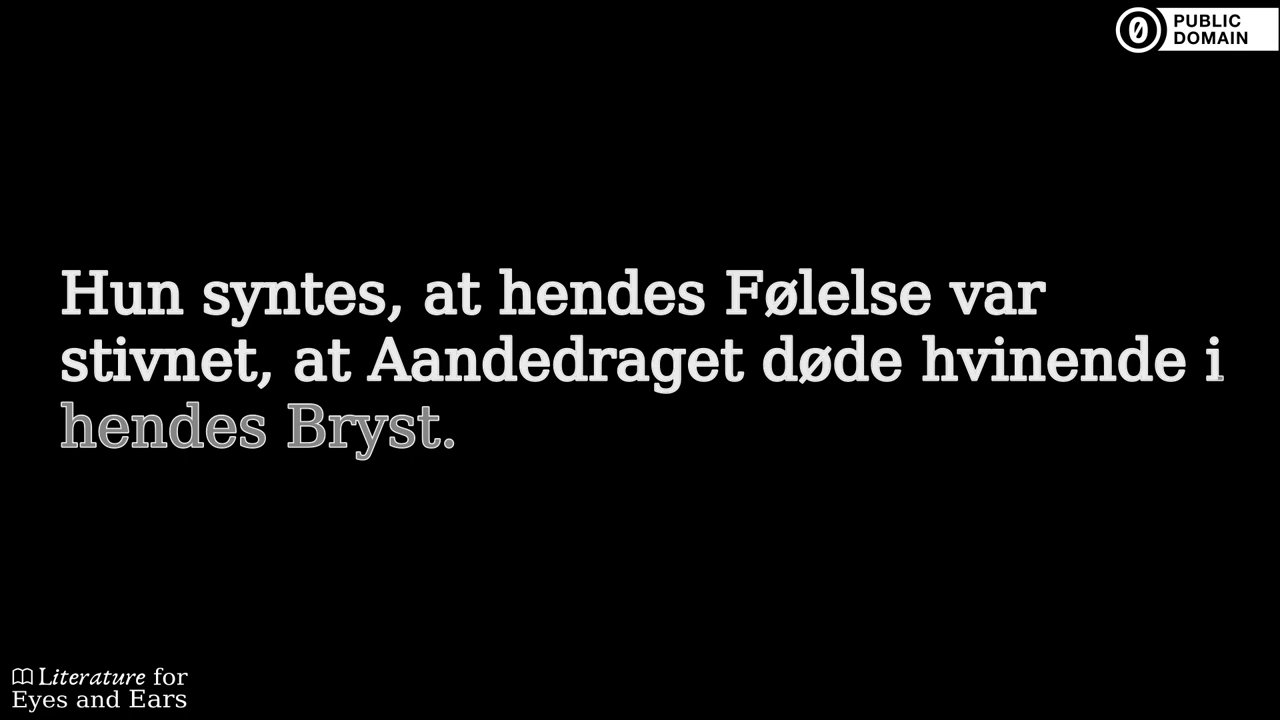 PUBLIC
DOMAIN
Hun syntes, at hendes Følelse var
stivnet, at Aandedraget døde hvinende i
hendes Bryst.
Literature for
Eyes and Ears